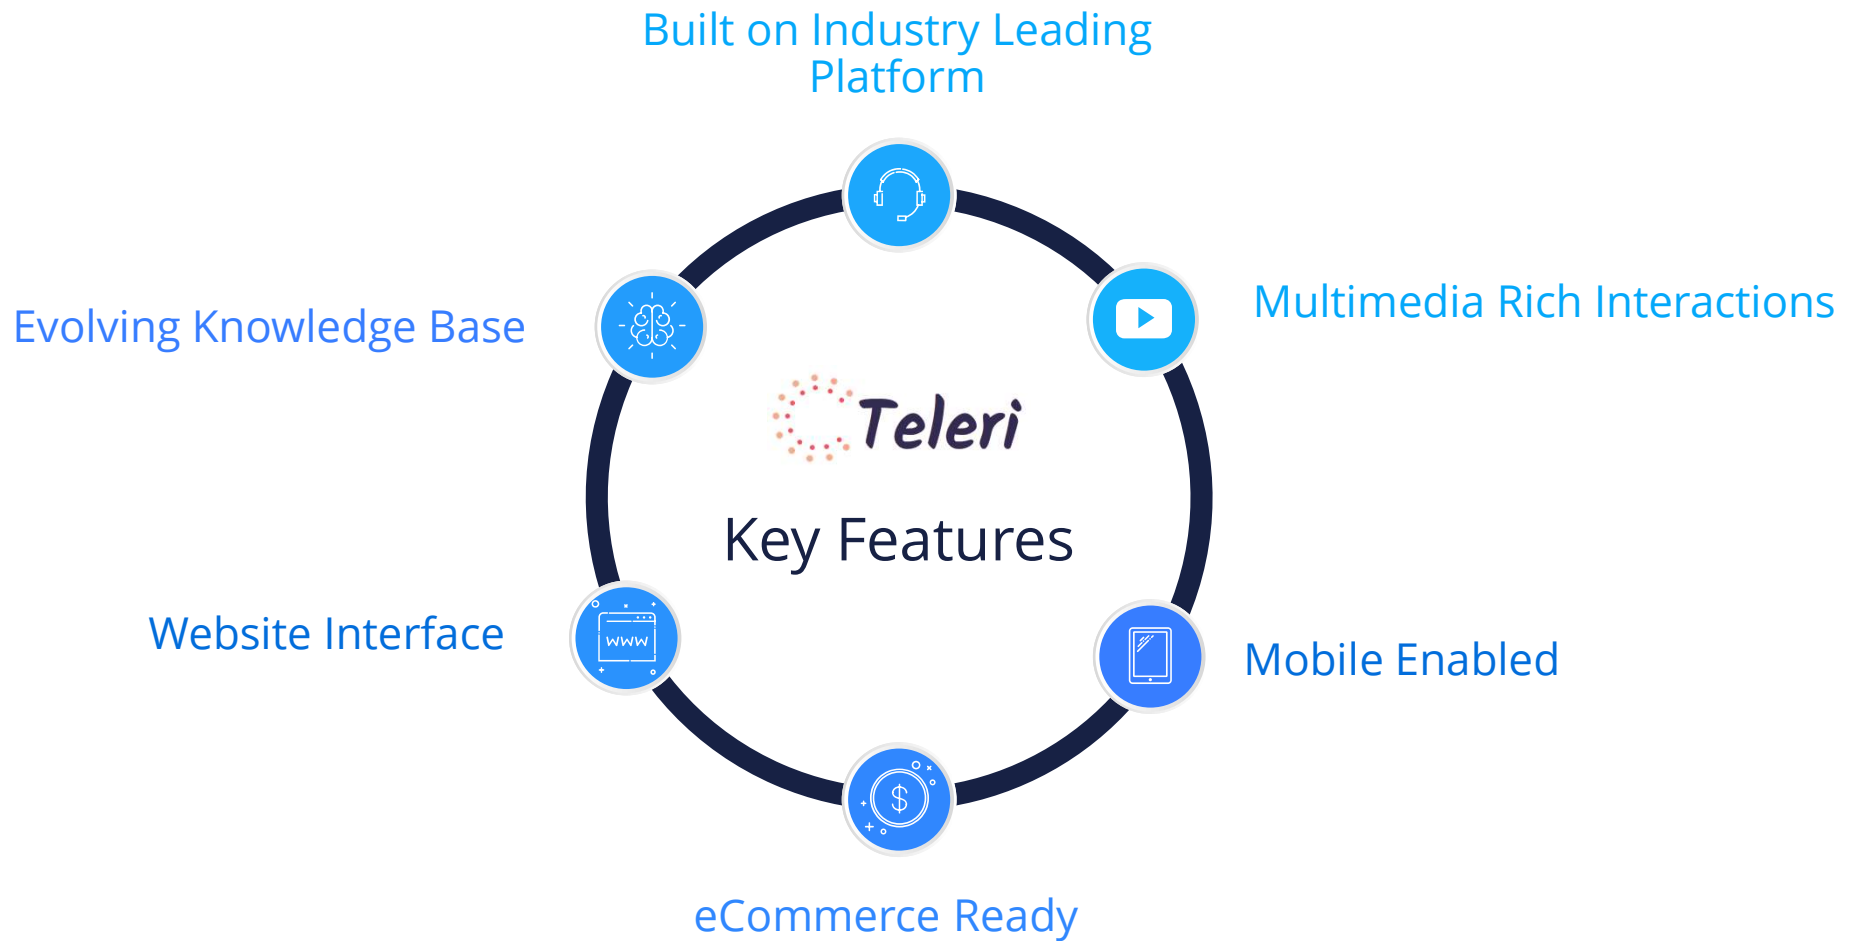 Built on Industry Leading
Platform
Multimedia Rich Interactions
Evolving Knowledge Base
Teleri
Key Features
www
Website Interface
Mobile Enabled
$
eCommerce Ready